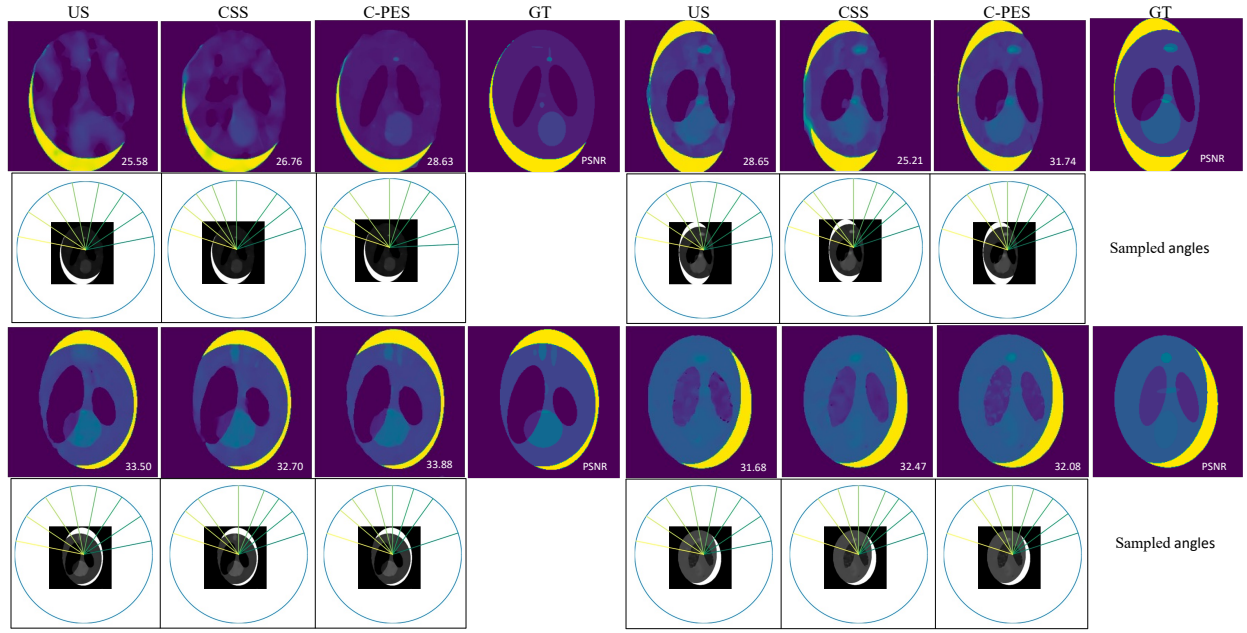 US CSS C-PES GT US CSS C-PES GT
25.58 26.76 28.63 PSNR 28.65 25.21 31.74 PSNR
Sampled angles
33.50 32.70 33.88 PSNR 31.68 32.47 32.08 PSNR
Sampled angles